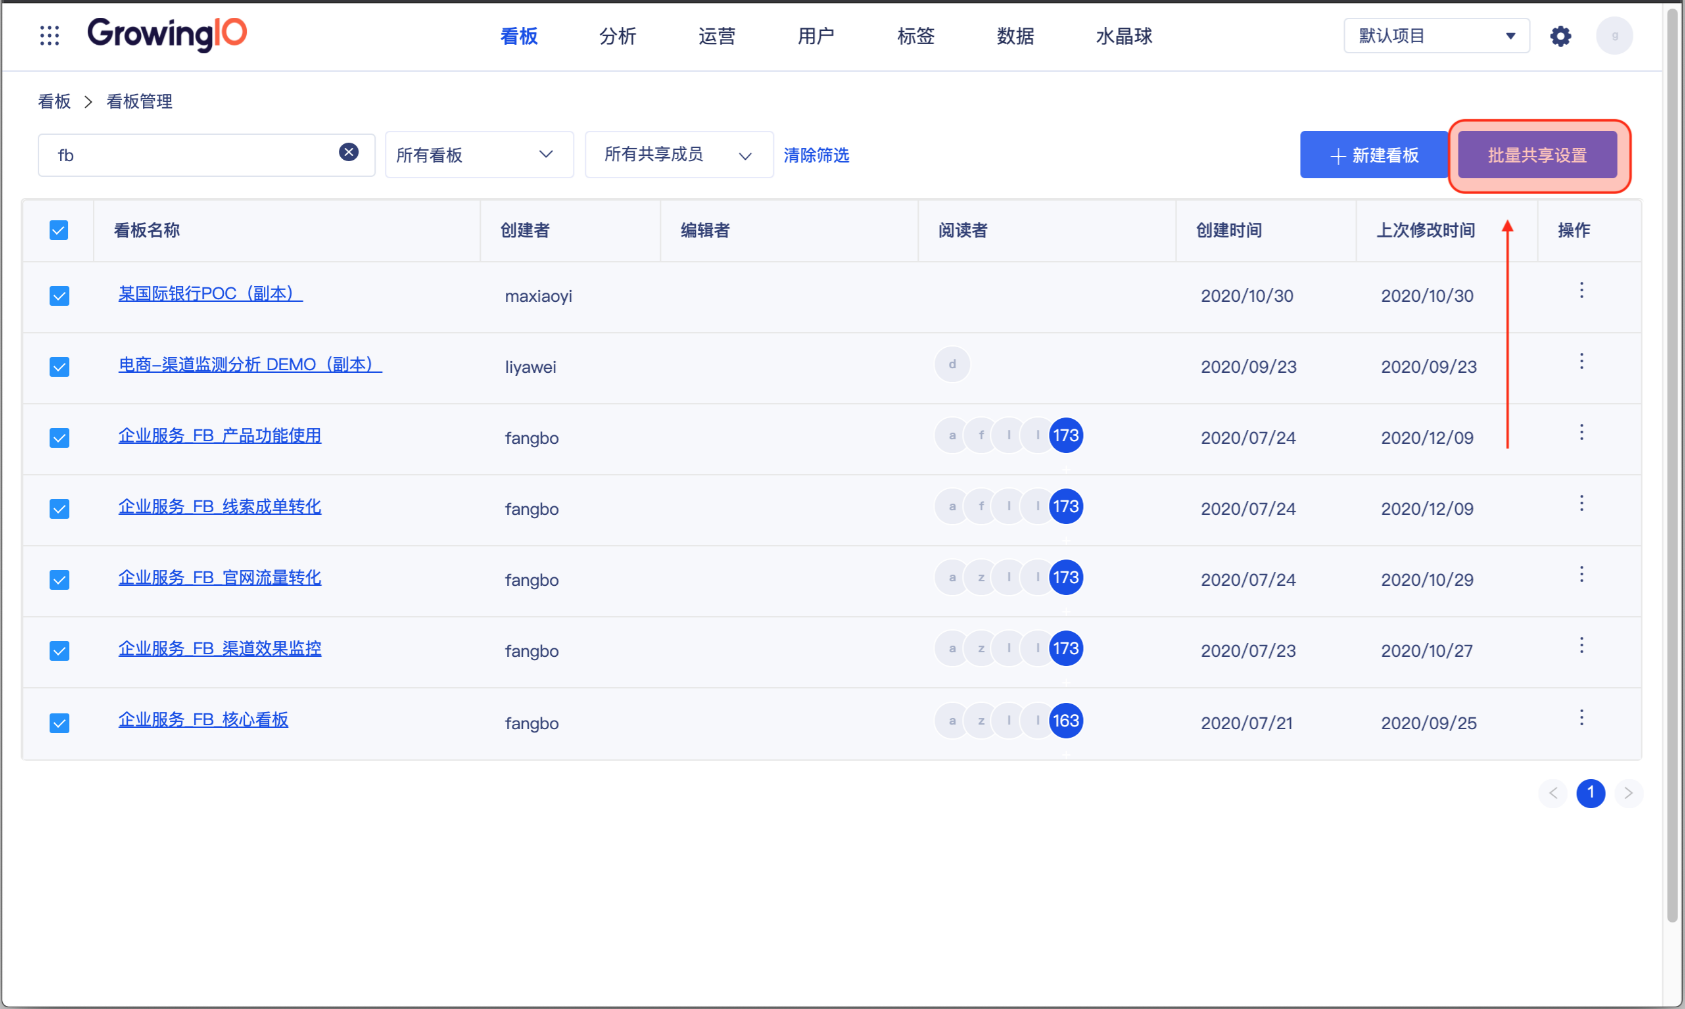 GrowingIO 看板 分析 运营 用户 标签 数据 水晶球 默认项目 g
看板 > 看板管理
fb 所有看板 所有共享成员 清除筛选 + 新建看板 批量共享设置
看板名称 创建者 编辑者 阅读者 创建时间 上次修改时间 操作
某国际银行POC（副本） maxiaoyi 2020/10/30 2020/10/30
电商-渠道监测分析 DEMO（副本） liyawei d 2020/09/23 2020/09/23
企业服务_FB_产品功能使用 fangbo a f l l 173 2020/07/24 2020/12/09
企业服务_FB_线索成单转化 fangbo a f l l 173 2020/07/24 2020/12/09
企业服务_FB_官网流量转化 fangbo a z l l 173 2020/07/24 2020/10/29
企业服务_FB_渠道效果监控 fangbo a z l l 173 2020/07/23 2020/10/27
企业服务_FB_核心看板 fangbo a z l l 163 2020/07/21 2020/09/25
< 1 >